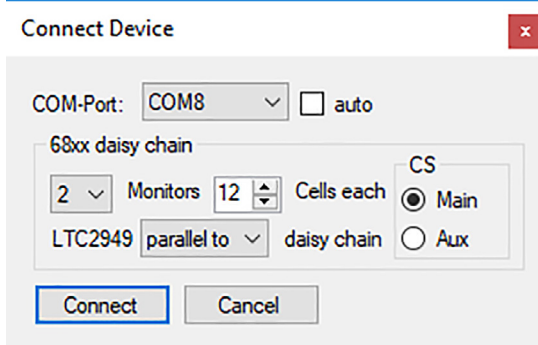 Connect Device
x
COM-Port: COM8 auto
68xx daisy chain
CS
2 Monitors 12 Cells each
Main
LTC2949 parallel to daisy chain
Aux
Connect Cancel